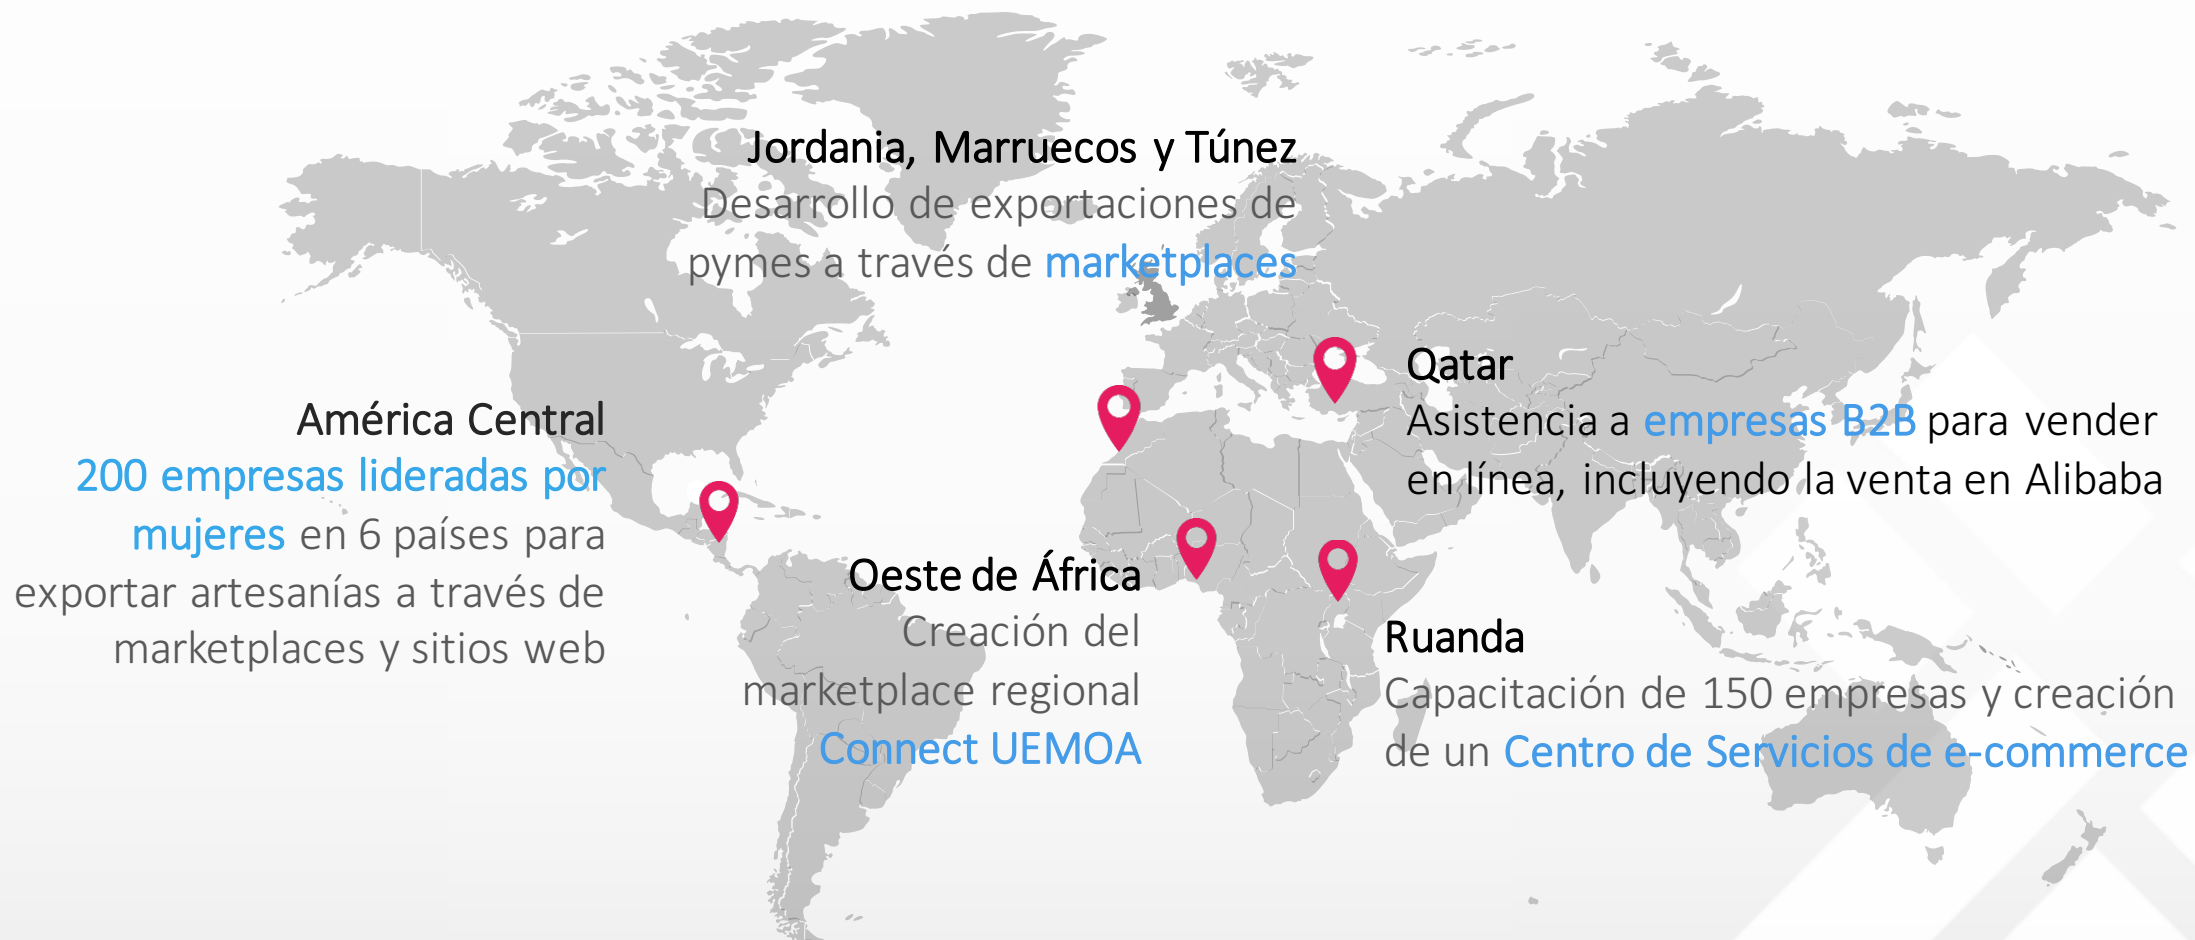 Jordania, Marruecos y Túnez
Desarrollo de exportaciones de
pymes a través de marketplaces
Qatar
Asistencia a empresas B2B para vender
en línea, incluyendo la venta en Alibaba
América Central
200 empresas lideradas por
mujeres en 6 países para
exportar artesanías a través de
marketplaces y sitios web
Oeste de África
Creación del
marketplace regional
Connect UEMOA
Ruanda
Capacitación de 150 empresas y creación
de un Centro de Servicios de e-commerce